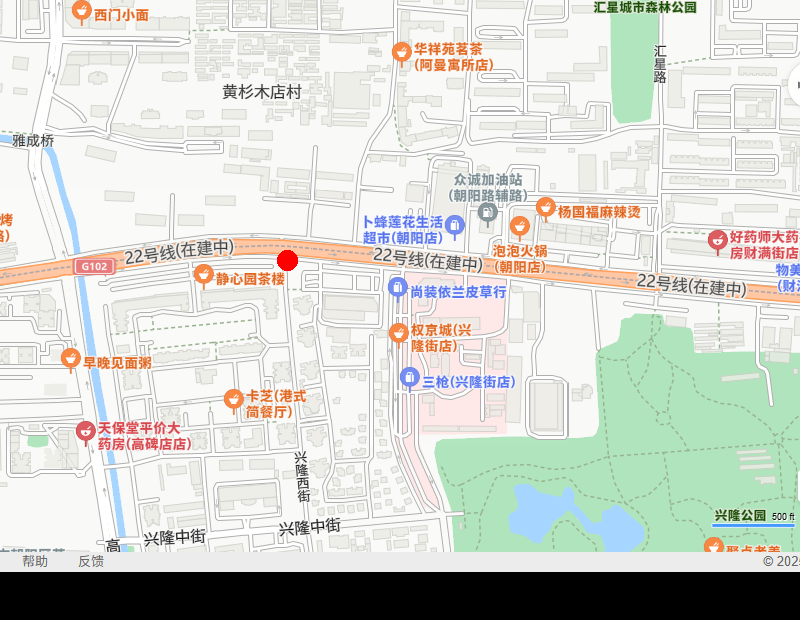 汇星城市森林公园
西门小面
华祥苑茗茶
(阿曼寓所店)
汇星路
黄杉木店村
雅成桥
众诚加油站
(朝阳路辅路)
杨国福麻辣烫
烤
卜蜂莲花生活
超市(朝阳店)
泡泡火锅
(朝阳店)
好药师大药
房财满街店
22号线(在建中)
22号线(在建中)
22号线(在建中)
G102
静心园茶楼
物美
(财满
尚装依兰皮草行
权京城(兴
隆街店)
早晚见面粥
三枪(兴隆街店)
卡芝(港式
简餐厅)
天保堂平价大
药房(高碑店店)
兴隆西街
兴隆公园
500 ft
兴隆中街
兴隆中街
高
帮助
反馈